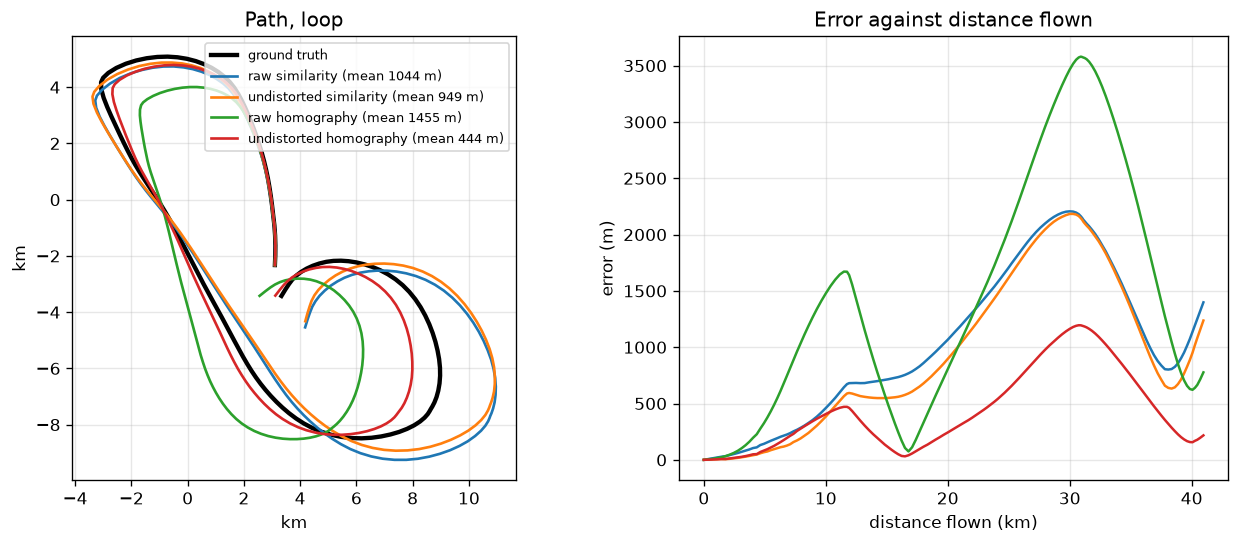 Path, loop
ground truth
raw similarity (mean 1044 m)
undistorted similarity (mean 949 m)
raw homography (mean 1455 m)
undistorted homography (mean 444 m)
4
2
0
−2
−4
−6
−8
km
−4 −2 0 2 4 6 8 10
km
Error against distance flown
3500
3000
2500
2000
1500
1000
500
0
error (m)
0 10 20 30 40
distance flown (km)